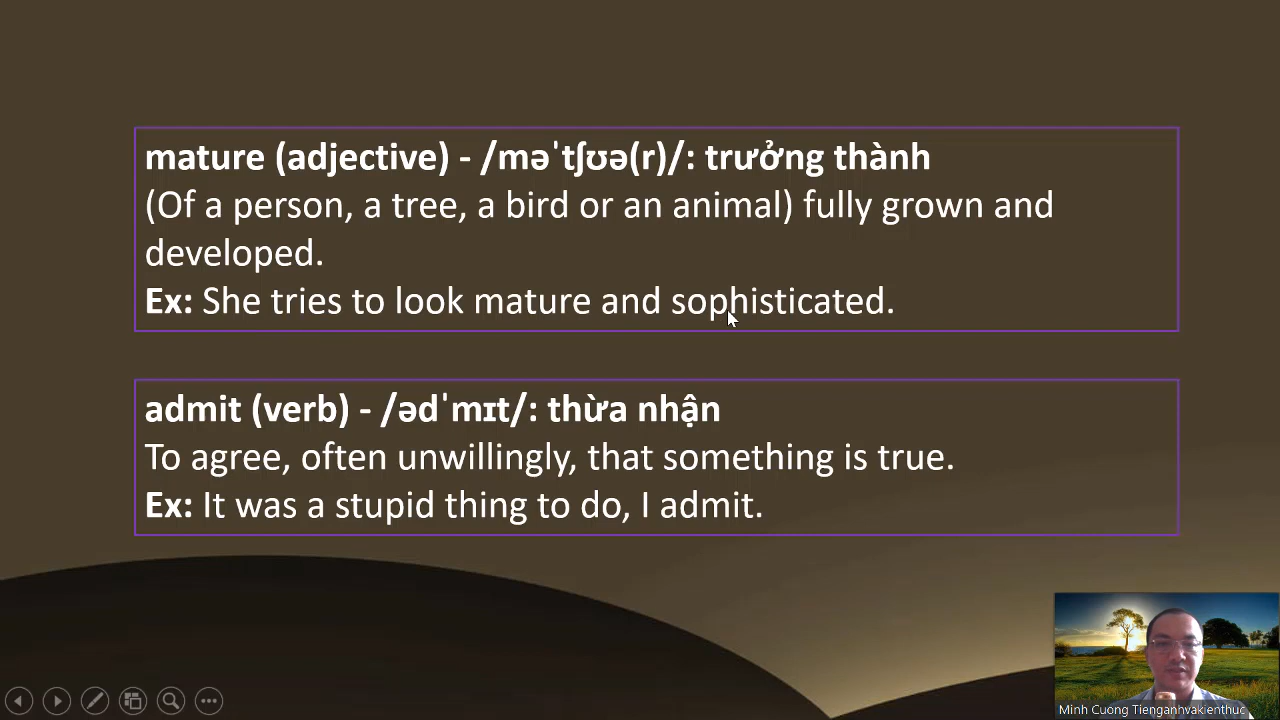 mature (adjective) - /məˈtʃʊə(r)/: trưởng thành
(Of a person, a tree, a bird or an animal) fully grown and
developed.
Ex: She tries to look mature and sophisticated.
admit (verb) - /ədˈmɪt/: thừa nhận
To agree, often unwillingly, that something is true.
Ex: It was a stupid thing to do, I admit.
Minh Cuong Tienganhvakienthuc